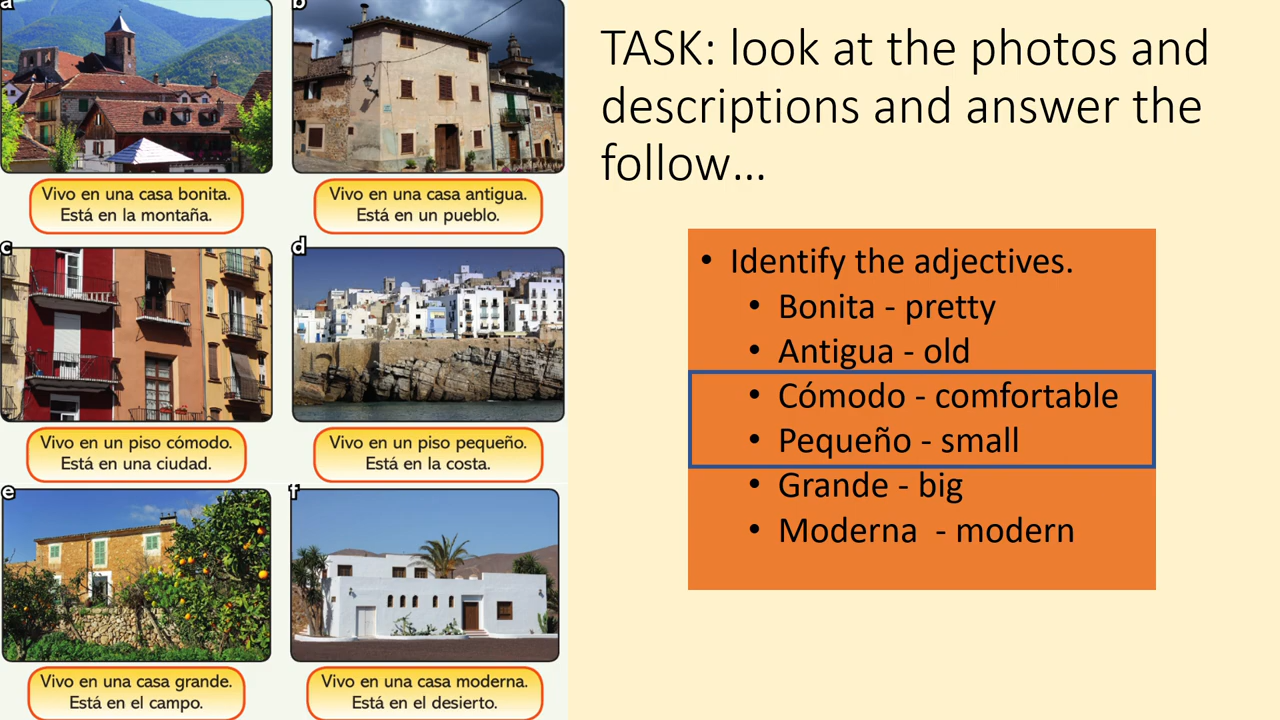 a
Vivo en una casa bonita.
Está en la montaña.
b
Vivo en una casa antigua.
Está en un pueblo.
c
Vivo en un piso cómodo.
Está en una ciudad.
d
Vivo en un piso pequeño.
Está en la costa.
e
Vivo en una casa grande.
Está en el campo.
f
Vivo en una casa moderna.
Está en el desierto.
TASK: look at the photos and
descriptions and answer the
follow...
• Identify the adjectives.
• Bonita - pretty
• Antigua - old
• Cómodo - comfortable
• Pequeño - small
• Grande - big
• Moderna - modern